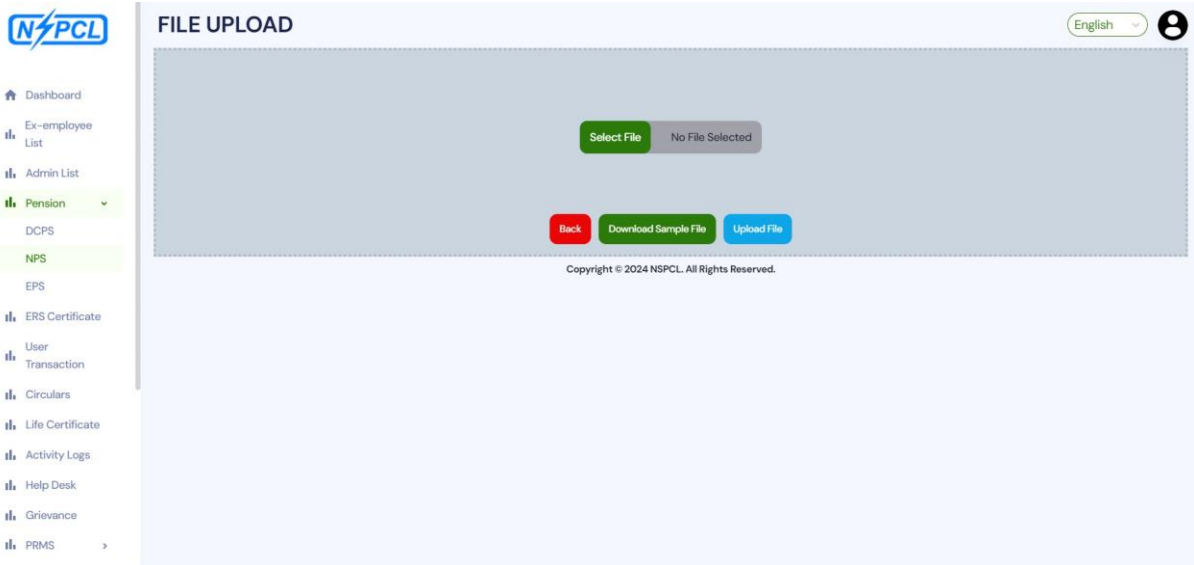 NSPCL
FILE UPLOAD
English
Dashboard
Ex-employee
List
Admin List
Pension
DCPS
NPS
EPS
ERS Certificate
User
Transaction
Circulars
Life Certificate
Activity Logs
Help Desk
Grievance
PRMS
Select File
No File Selected
Back
Download Sample File
Upload File
Copyright © 2024 NSPCL. All Rights Reserved.